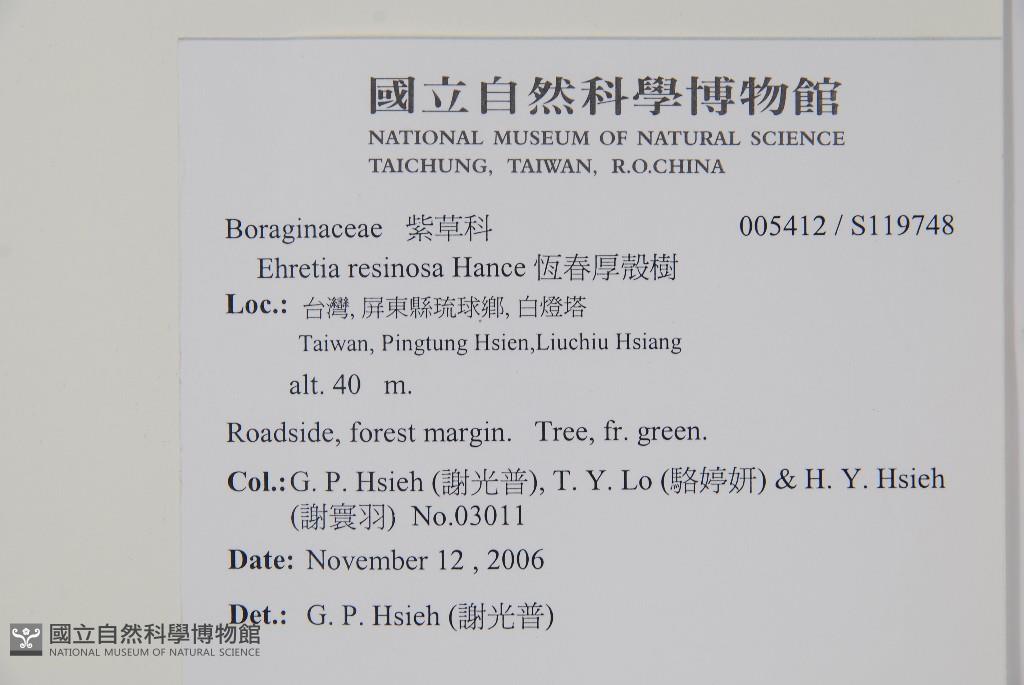 國立自然科學博物館
NATIONAL MUSEUM OF NATURAL SCIENCE
TAICHUNG, TAIWAN, R.O.CHINA
Boraginaceae 紫草科 005412 / S119748
Ehretia resinosa Hance 恆春厚殼樹
Loc.: 台灣, 屏東縣琉球鄉, 白燈塔
Taiwan, Pingtung Hsien,Liuchiu Hsiang
alt. 40 m.
Roadside, forest margin. Tree, fr. green.
Col.: G. P. Hsieh (謝光普), T. Y. Lo (駱婷妍) & H. Y. Hsieh
(謝寰羽) No.03011
Date: November 12 , 2006
Det.: G. P. Hsieh (謝光普)
國立自然科學博物館
NATIONAL MUSEUM OF NATURAL SCIENCE